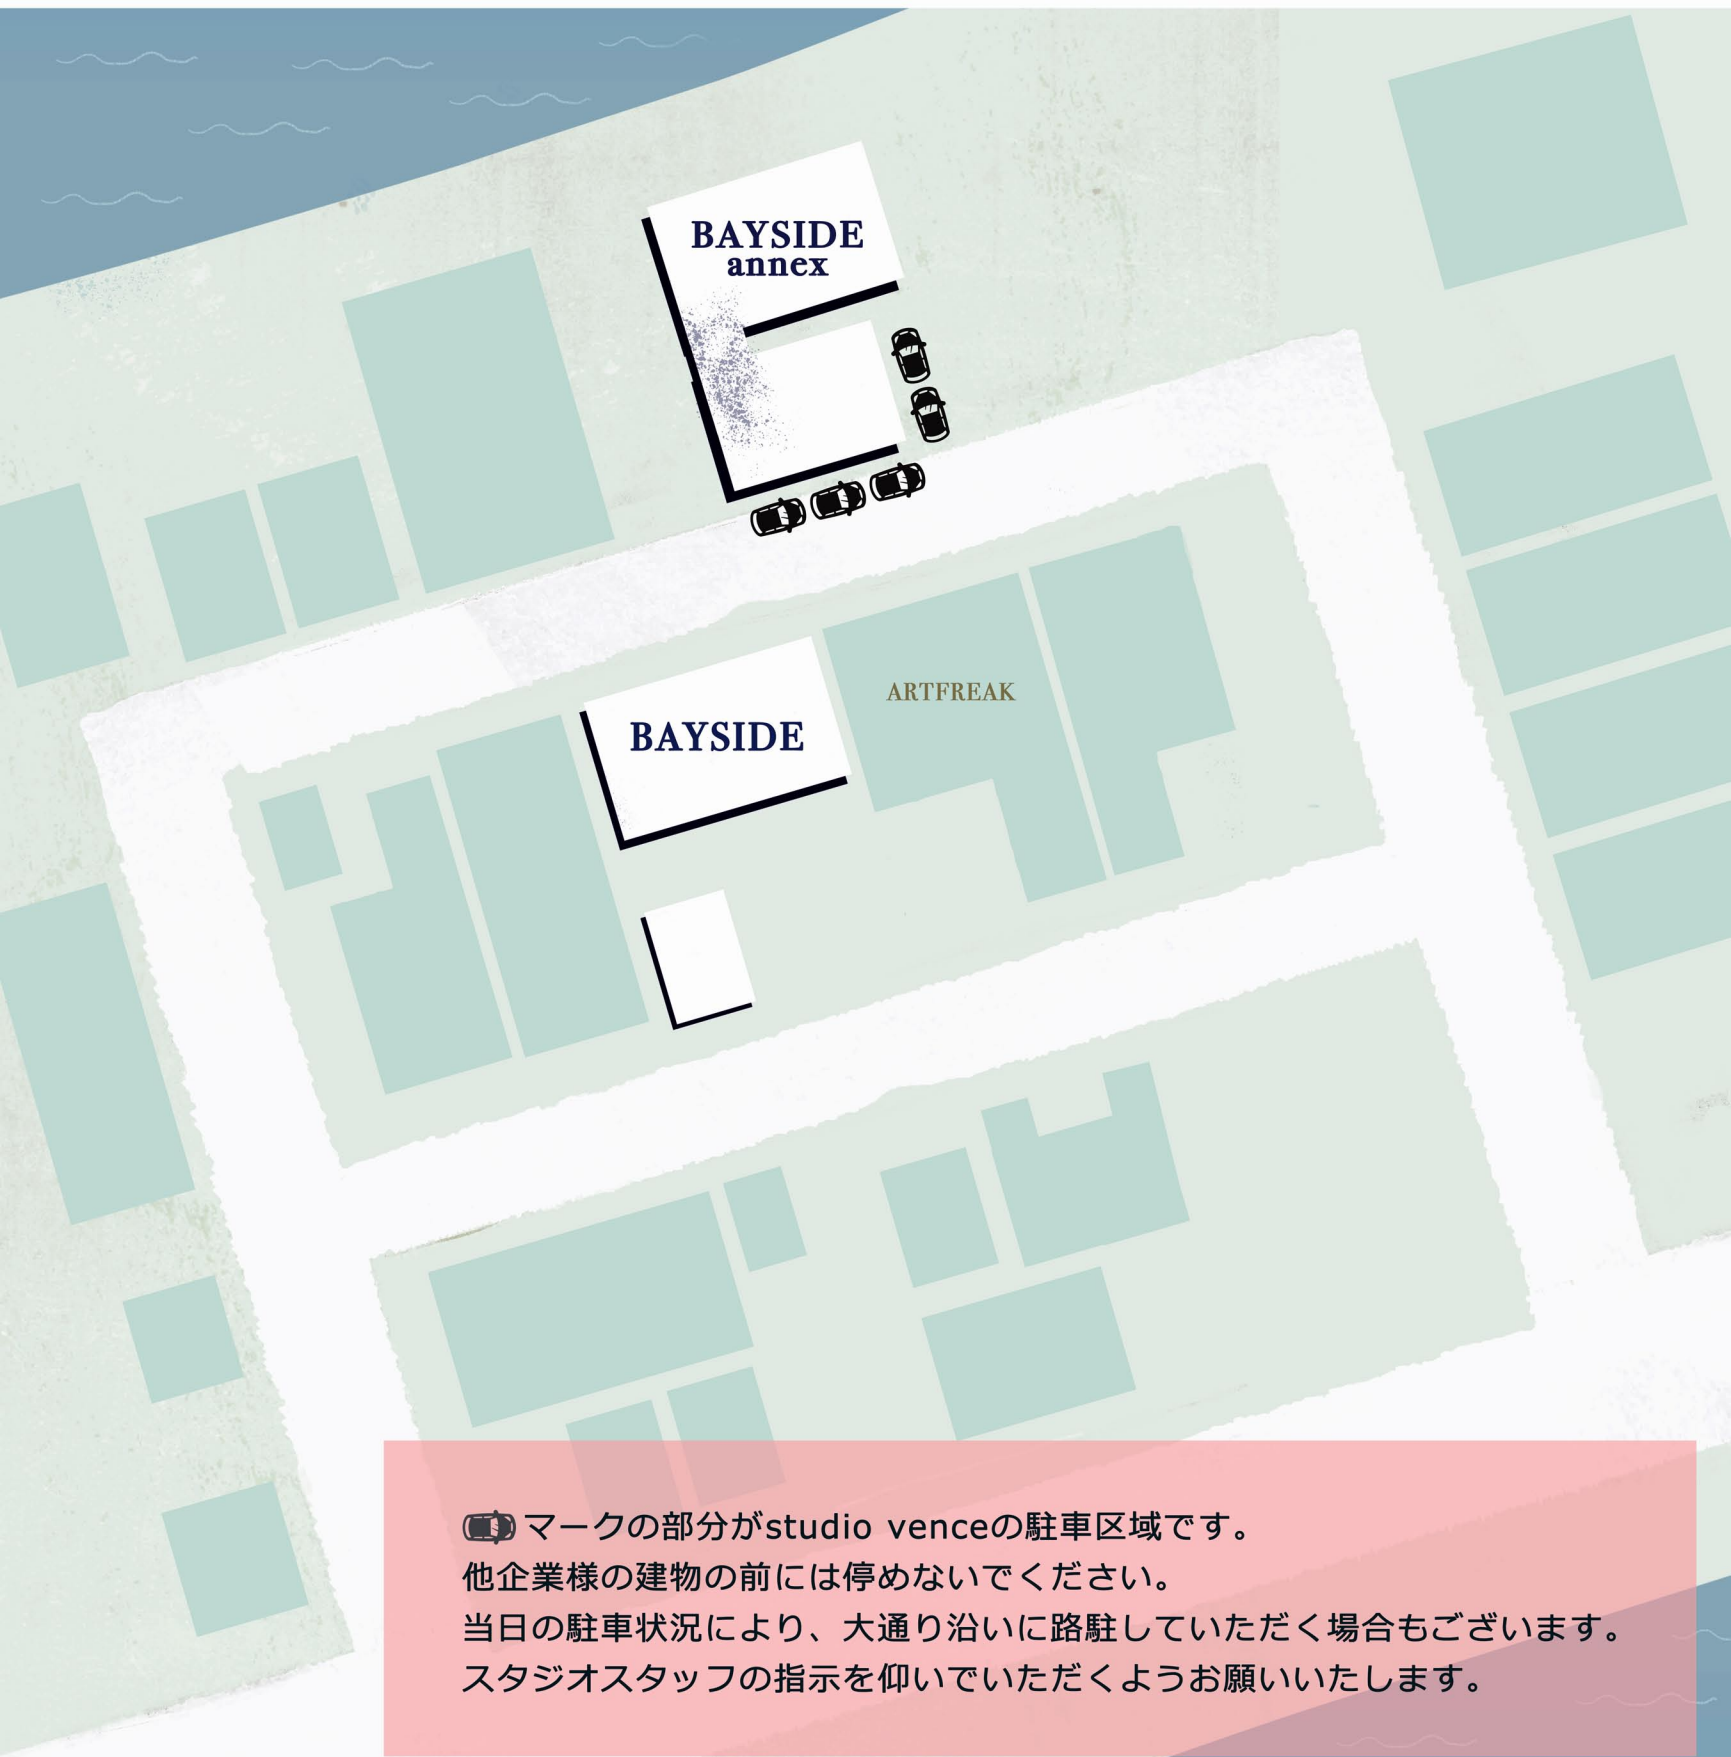 BAYSIDE
annex
ARTFREAK
BAYSIDE
マークの部分がstudio venceの駐車区域です。
他企業様の建物の前には停めないでください。
当日の駐車状況により、大通り沿いに路駐していただく場合もございます。
スタジオスタッフの指示を仰いでいただくようお願いいたします。